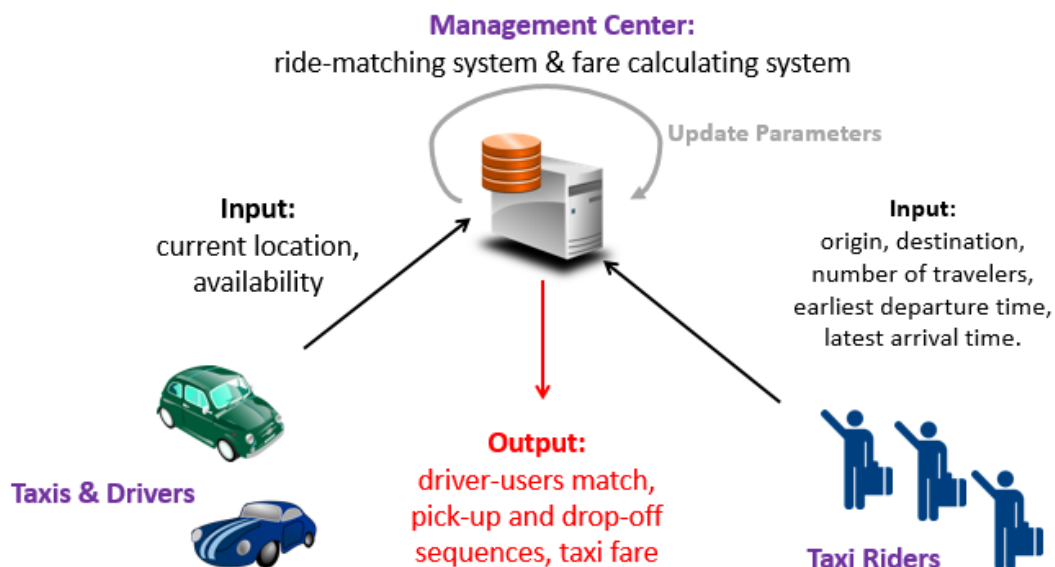 Management Center:
ride-matching system & fare calculating system
Update Parameters
Input:
current location,
availability
Input:
origin, destination,
number of travelers,
earliest departure time,
latest arrival time.
Output:
driver-users match,
pick-up and drop-off
sequences, taxi fare
Taxis & Drivers
Taxi Riders